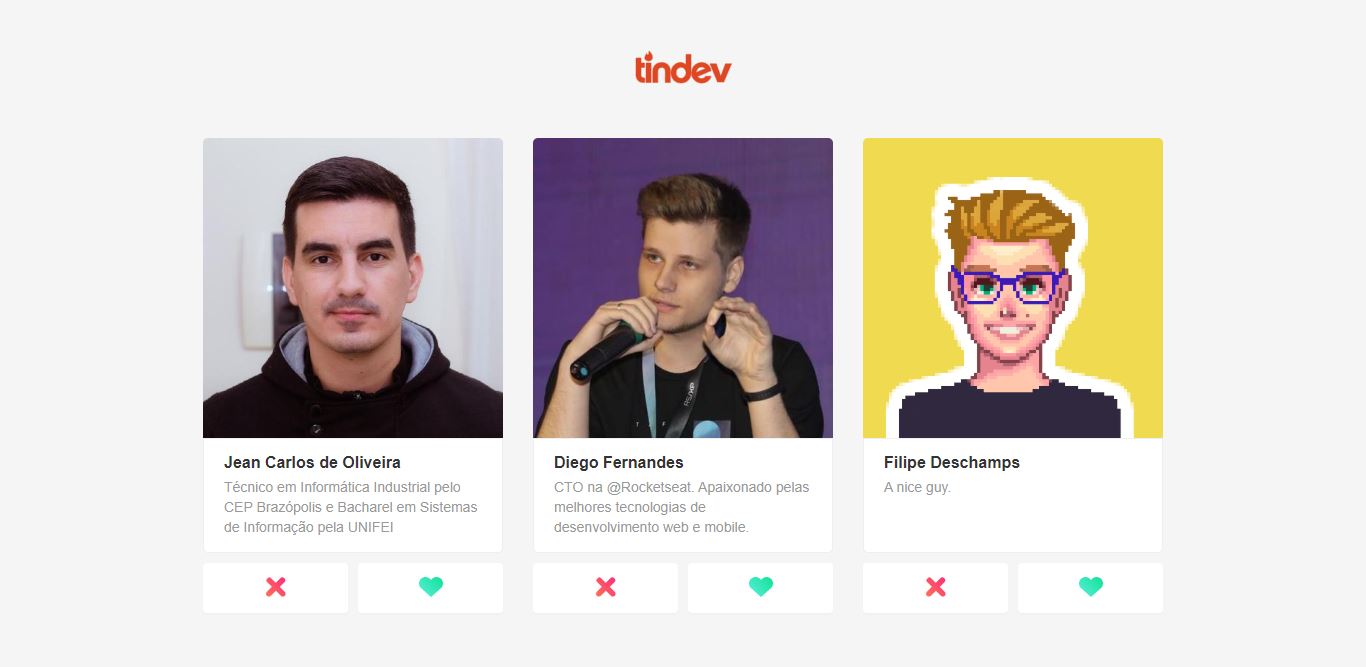 tindev
Jean Carlos de Oliveira
Técnico em Informática Industrial pelo
CEP Brazópolis e Bacharel em Sistemas
de Informação pela UNIFEI
Diego Fernandes
CTO na @Rocketseat. Apaixonado pelas
melhores tecnologias de
desenvolvimento web e mobile.
Filipe Deschamps
A nice guy.